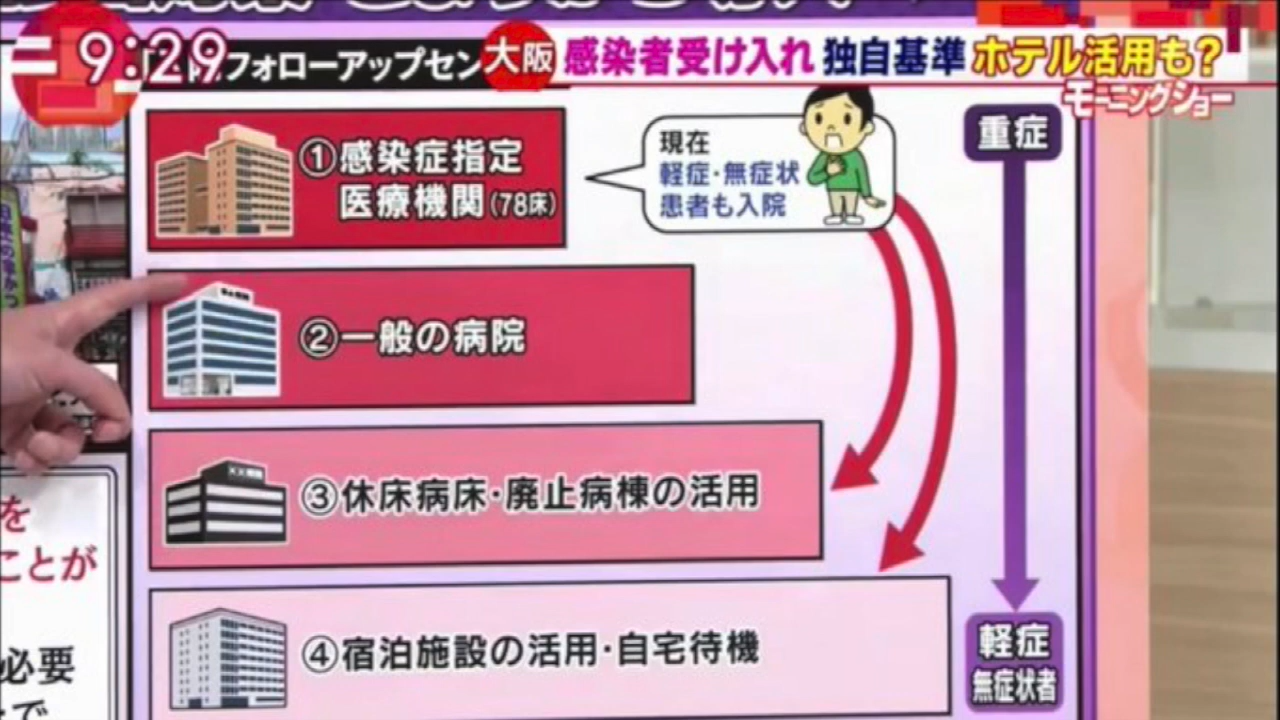 9:29
大阪 感染者受け入れ 独自基準 ホテル活用も?
モーニングショー
フォローアップセン
①感染症指定
医療機関(78床)
現在
軽症・無症状
患者も入院
重症
②一般の病院
③休床病床・廃止病棟の活用
④宿泊施設の活用・自宅待機
軽症
無症状者
を
ことが
必要
で